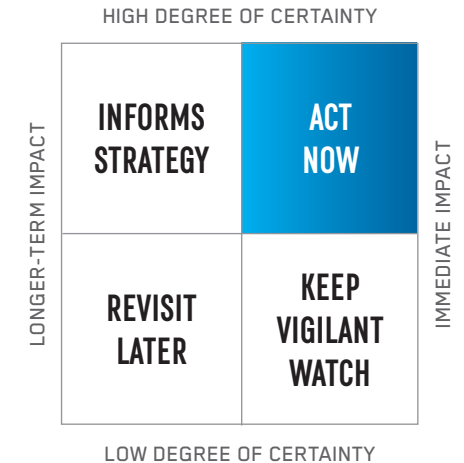 HIGH DEGREE OF CERTAINTY
LONGER-TERM IMPACT
INFORMS
STRATEGY
ACT
NOW
IMMEDIATE IMPACT
REVISIT
LATER
KEEP
VIGILANT
WATCH
LOW DEGREE OF CERTAINTY